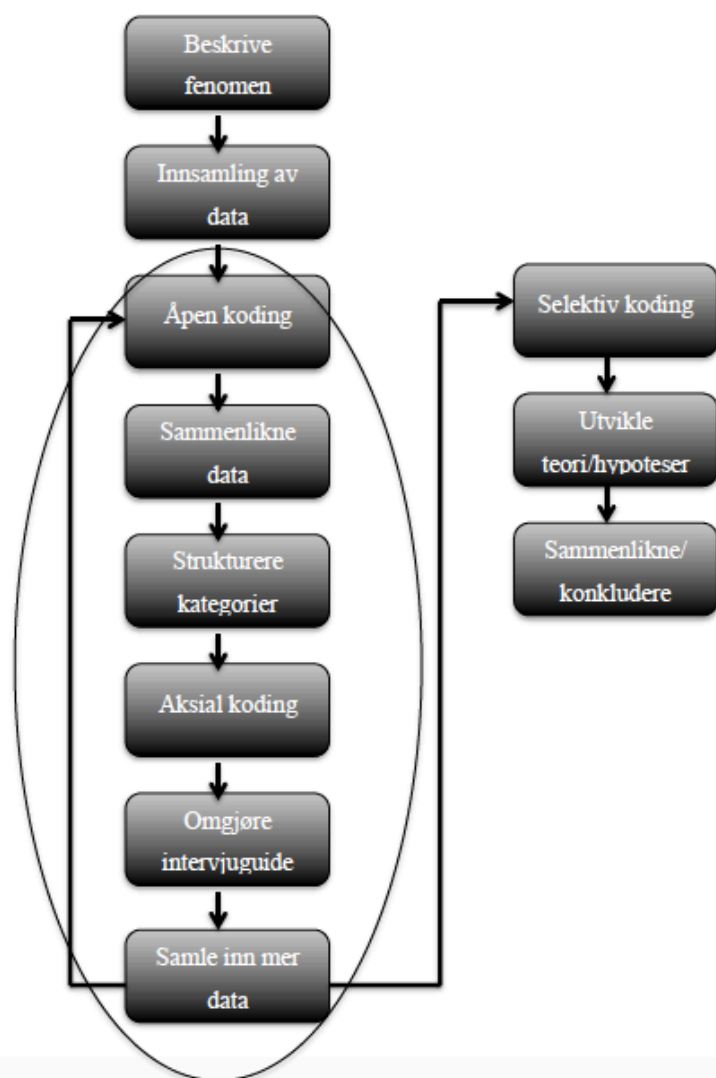 Beskrive
fenomen
Innsamling av
data
Åpen koding
Sammenlikne
data
Strukturere
kategorier
Aksial koding
Omgjøre
intervjuguide
Samle inn mer
data
Selektiv koding
Utvikle
teori/hypoteser
Sammenlikne/
konkludere